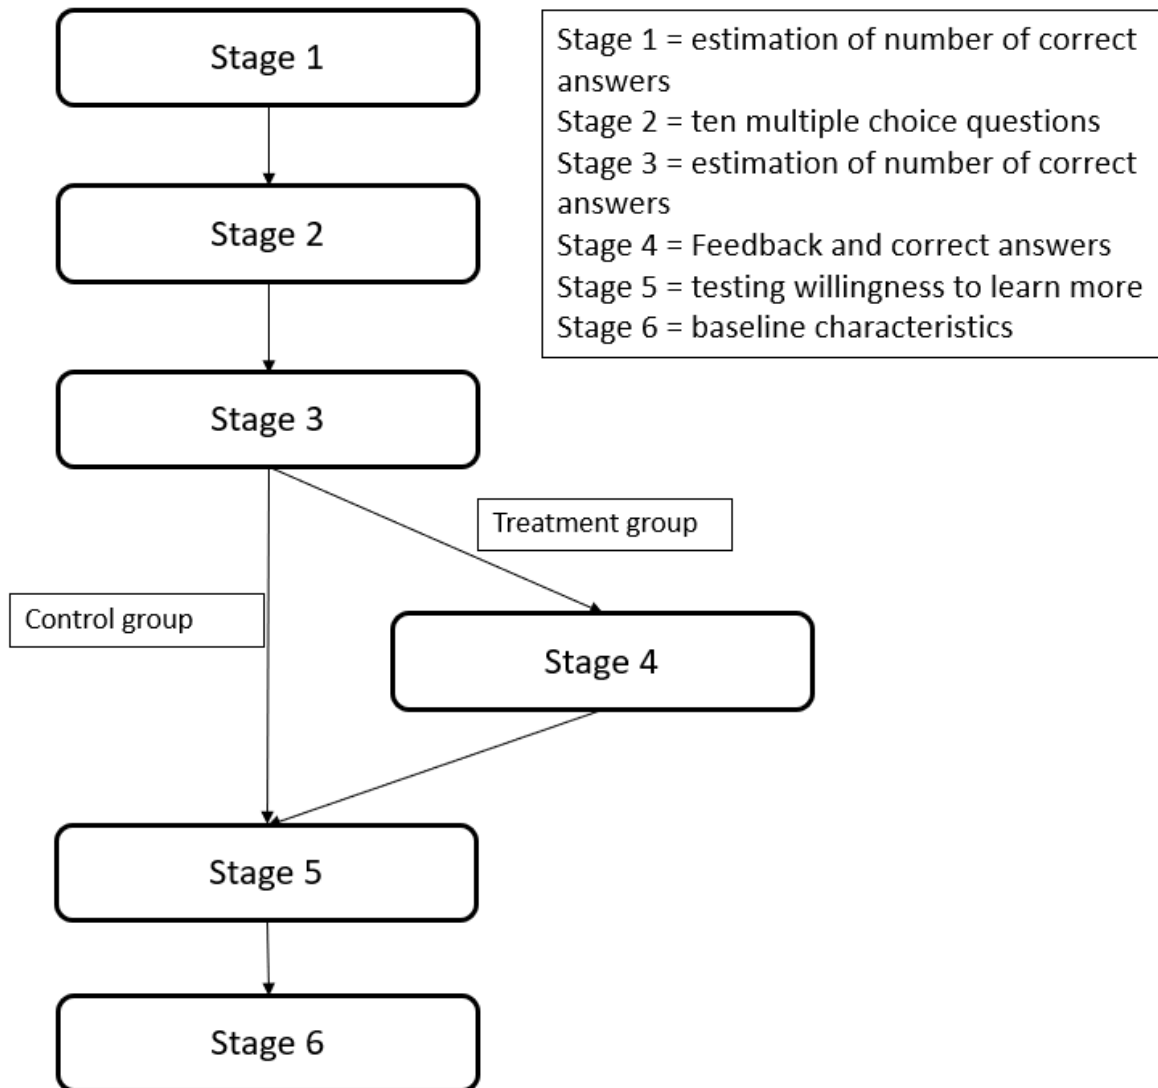 Stage 1
Stage 1 = estimation of number of correct
answers
Stage 2 = ten multiple choice questions
Stage 3 = estimation of number of correct
answers
Stage 4 = Feedback and correct answers
Stage 5 = testing willingness to learn more
Stage 6 = baseline characteristics
Stage 2
Stage 3
Treatment group
Control group
Stage 4
Stage 5
Stage 6